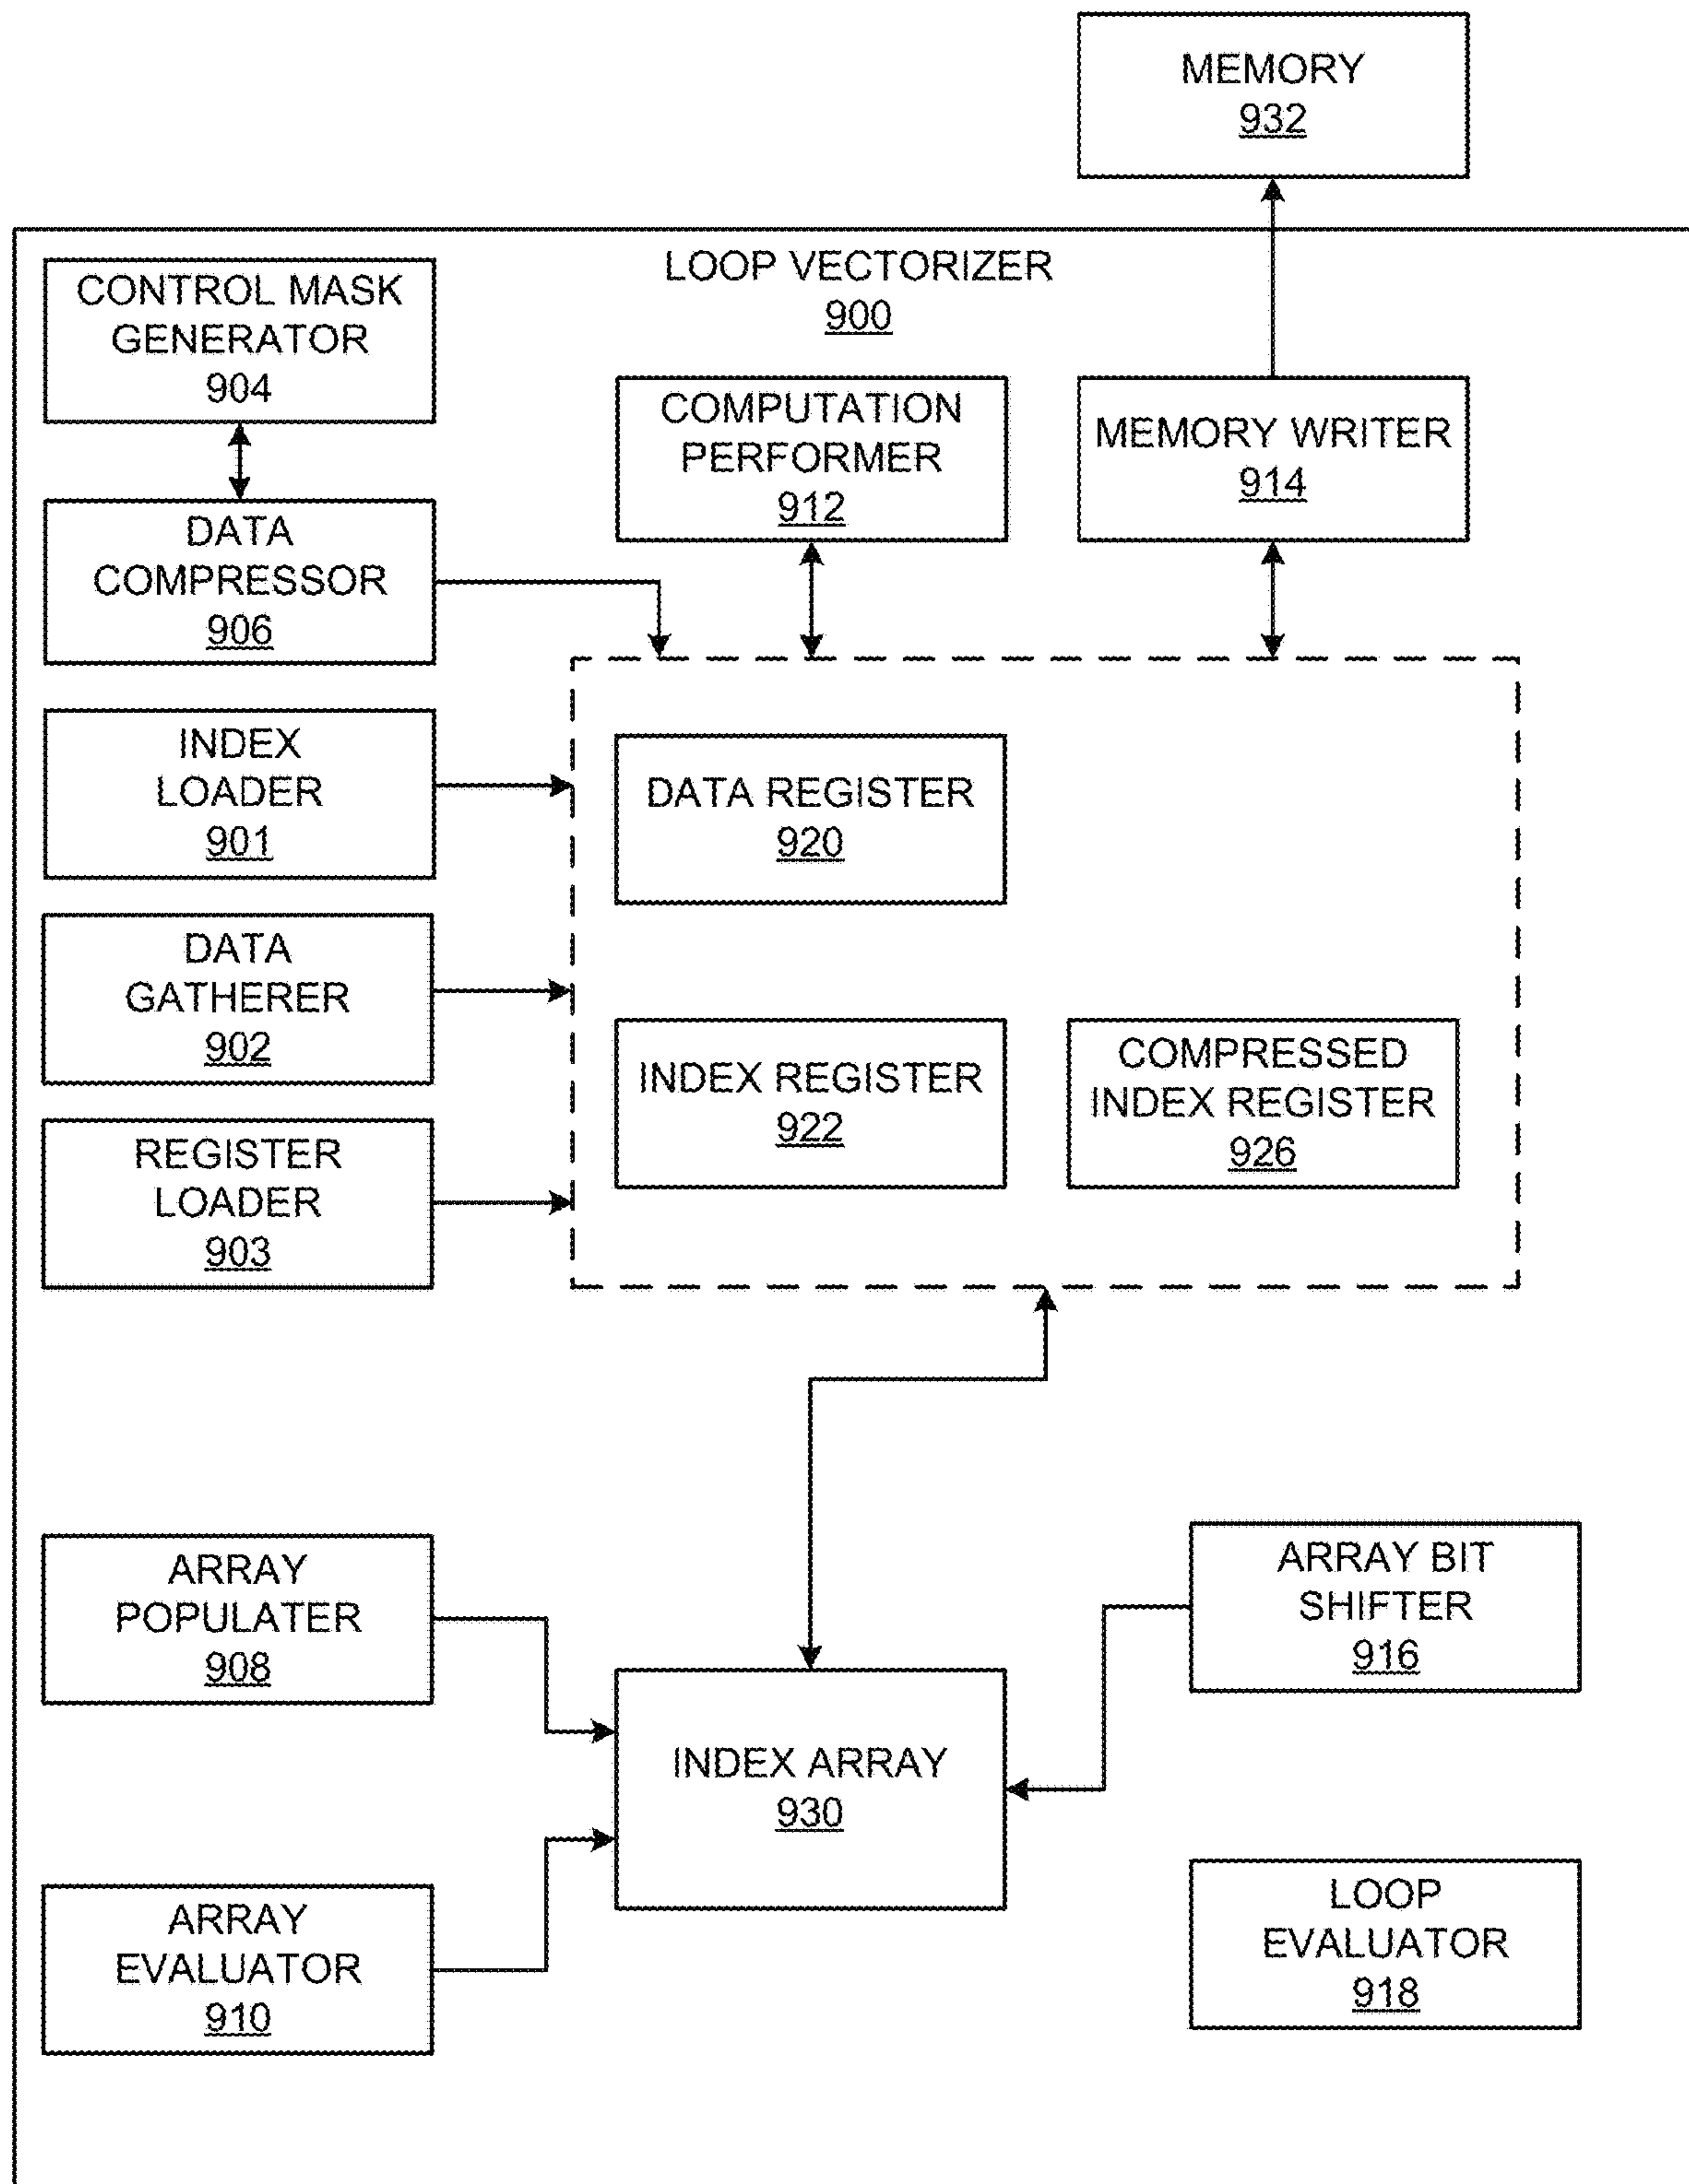 MEMORY
932
LOOP VECTORIZER
900
CONTROL MASK
GENERATOR
904
COMPUTATION
PERFORMER
912
MEMORY WRITER
914
DATA
COMPRESSOR
906
INDEX
LOADER
901
DATA REGISTER
920
DATA
GATHERER
902
INDEX REGISTER
922
COMPRESSED
INDEX REGISTER
926
REGISTER
LOADER
903
ARRAY
POPULATER
908
ARRAY BIT
SHIFTER
916
INDEX ARRAY
930
ARRAY
EVALUATOR
910
LOOP
EVALUATOR
918